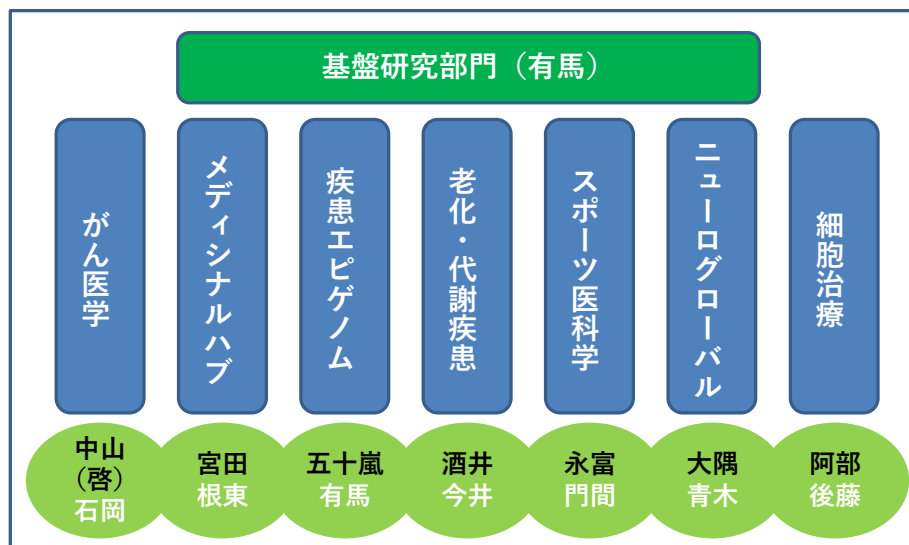 基盤研究部門（有馬）
がん医学
メディシナルハブ
疾患エピゲノム
老化・代謝疾患
スポーツ医科学
ニューログローバル
細胞治療
中山
（啓）
石岡
宮田
根東
五十嵐
有馬
酒井
今井
永富
門間
大隅
青木
阿部
後藤